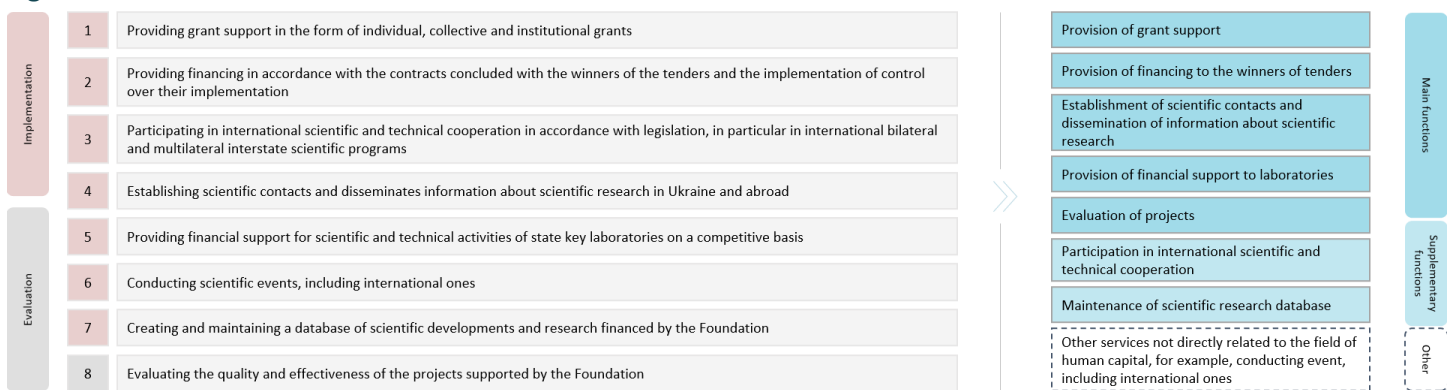 Implementation
Evaluation
1
Providing grant support in the form of individual, collective and institutional grants
2
Providing financing in accordance with the contracts concluded with the winners of the tenders and the implementation of control
over their implementation
3
Participating in international scientific and technical cooperation in accordance with legislation, in particular in international bilateral
and multilateral interstate scientific programs
4
Establishing scientific contacts and disseminates information about scientific research in Ukraine and abroad
5
Providing financial support for scientific and technical activities of state key laboratories on a competitive basis
6
Conducting scientific events, including international ones
7
Creating and maintaining a database of scientific developments and research financed by the Foundation
8
Evaluating the quality and effectiveness of the projects supported by the Foundation
Provision of grant support
Provision of financing to the winners of tenders
Establishment of scientific contacts and
dissemination of information about scientific
research
Provision of financial support to laboratories
Evaluation of projects
Participation in international scientific and
technical cooperation
Maintenance of scientific research database
Other services not directly related to the field of
human capital, for example, conducting event,
including international ones
Main functions
Supplementary
functions
Other